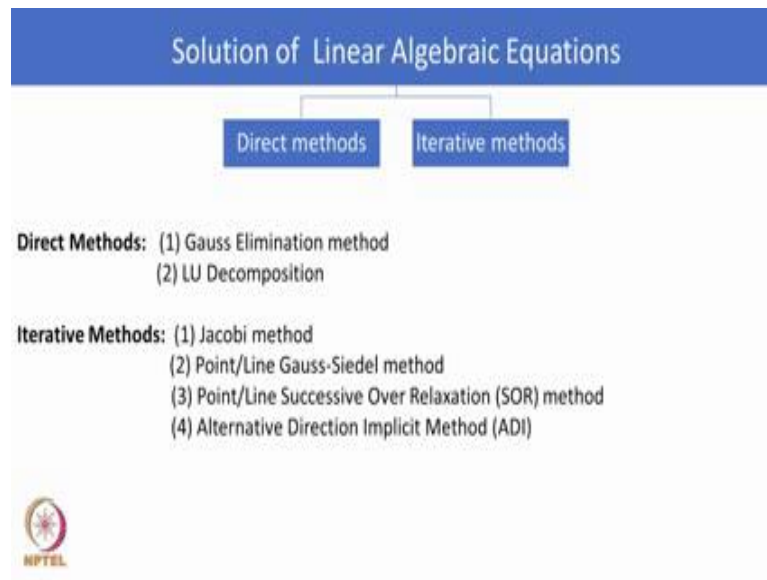 Solution of Linear Algebraic Equations
Direct methods
Iterative methods
Direct Methods: (1) Gauss Elimination method
(2) LU Decomposition
Iterative Methods: (1) Jacobi method
(2) Point/Line Gauss-Siedel method
(3) Point/Line Successive Over Relaxation (SOR) method
(4) Alternative Direction Implicit Method (ADI)
NPTEL